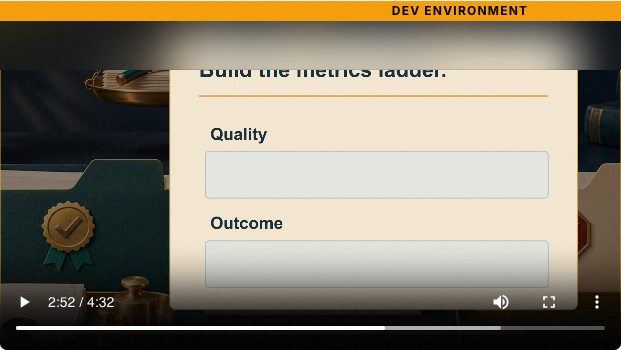 DEV ENVIRONMENT
Build the metrics ladder.
Quality
Outcome
2:52 / 4:32